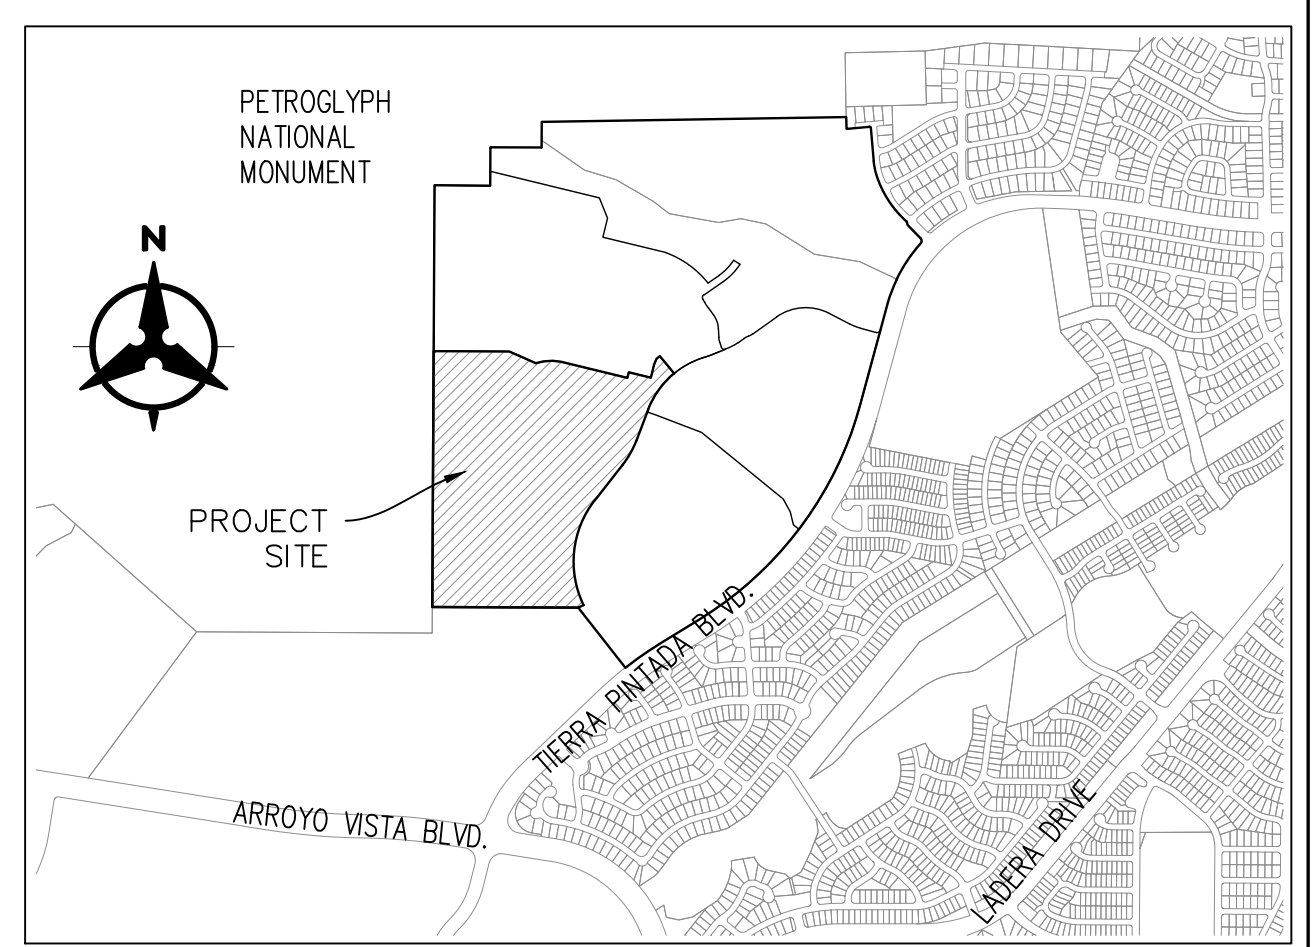 PETROGLYPH
NATIONAL
MONUMENT
N
PROJECT
SITE
TIERRA PINTADA BLVD.
ARROYO VISTA BLVD.
LADERA DRIVE